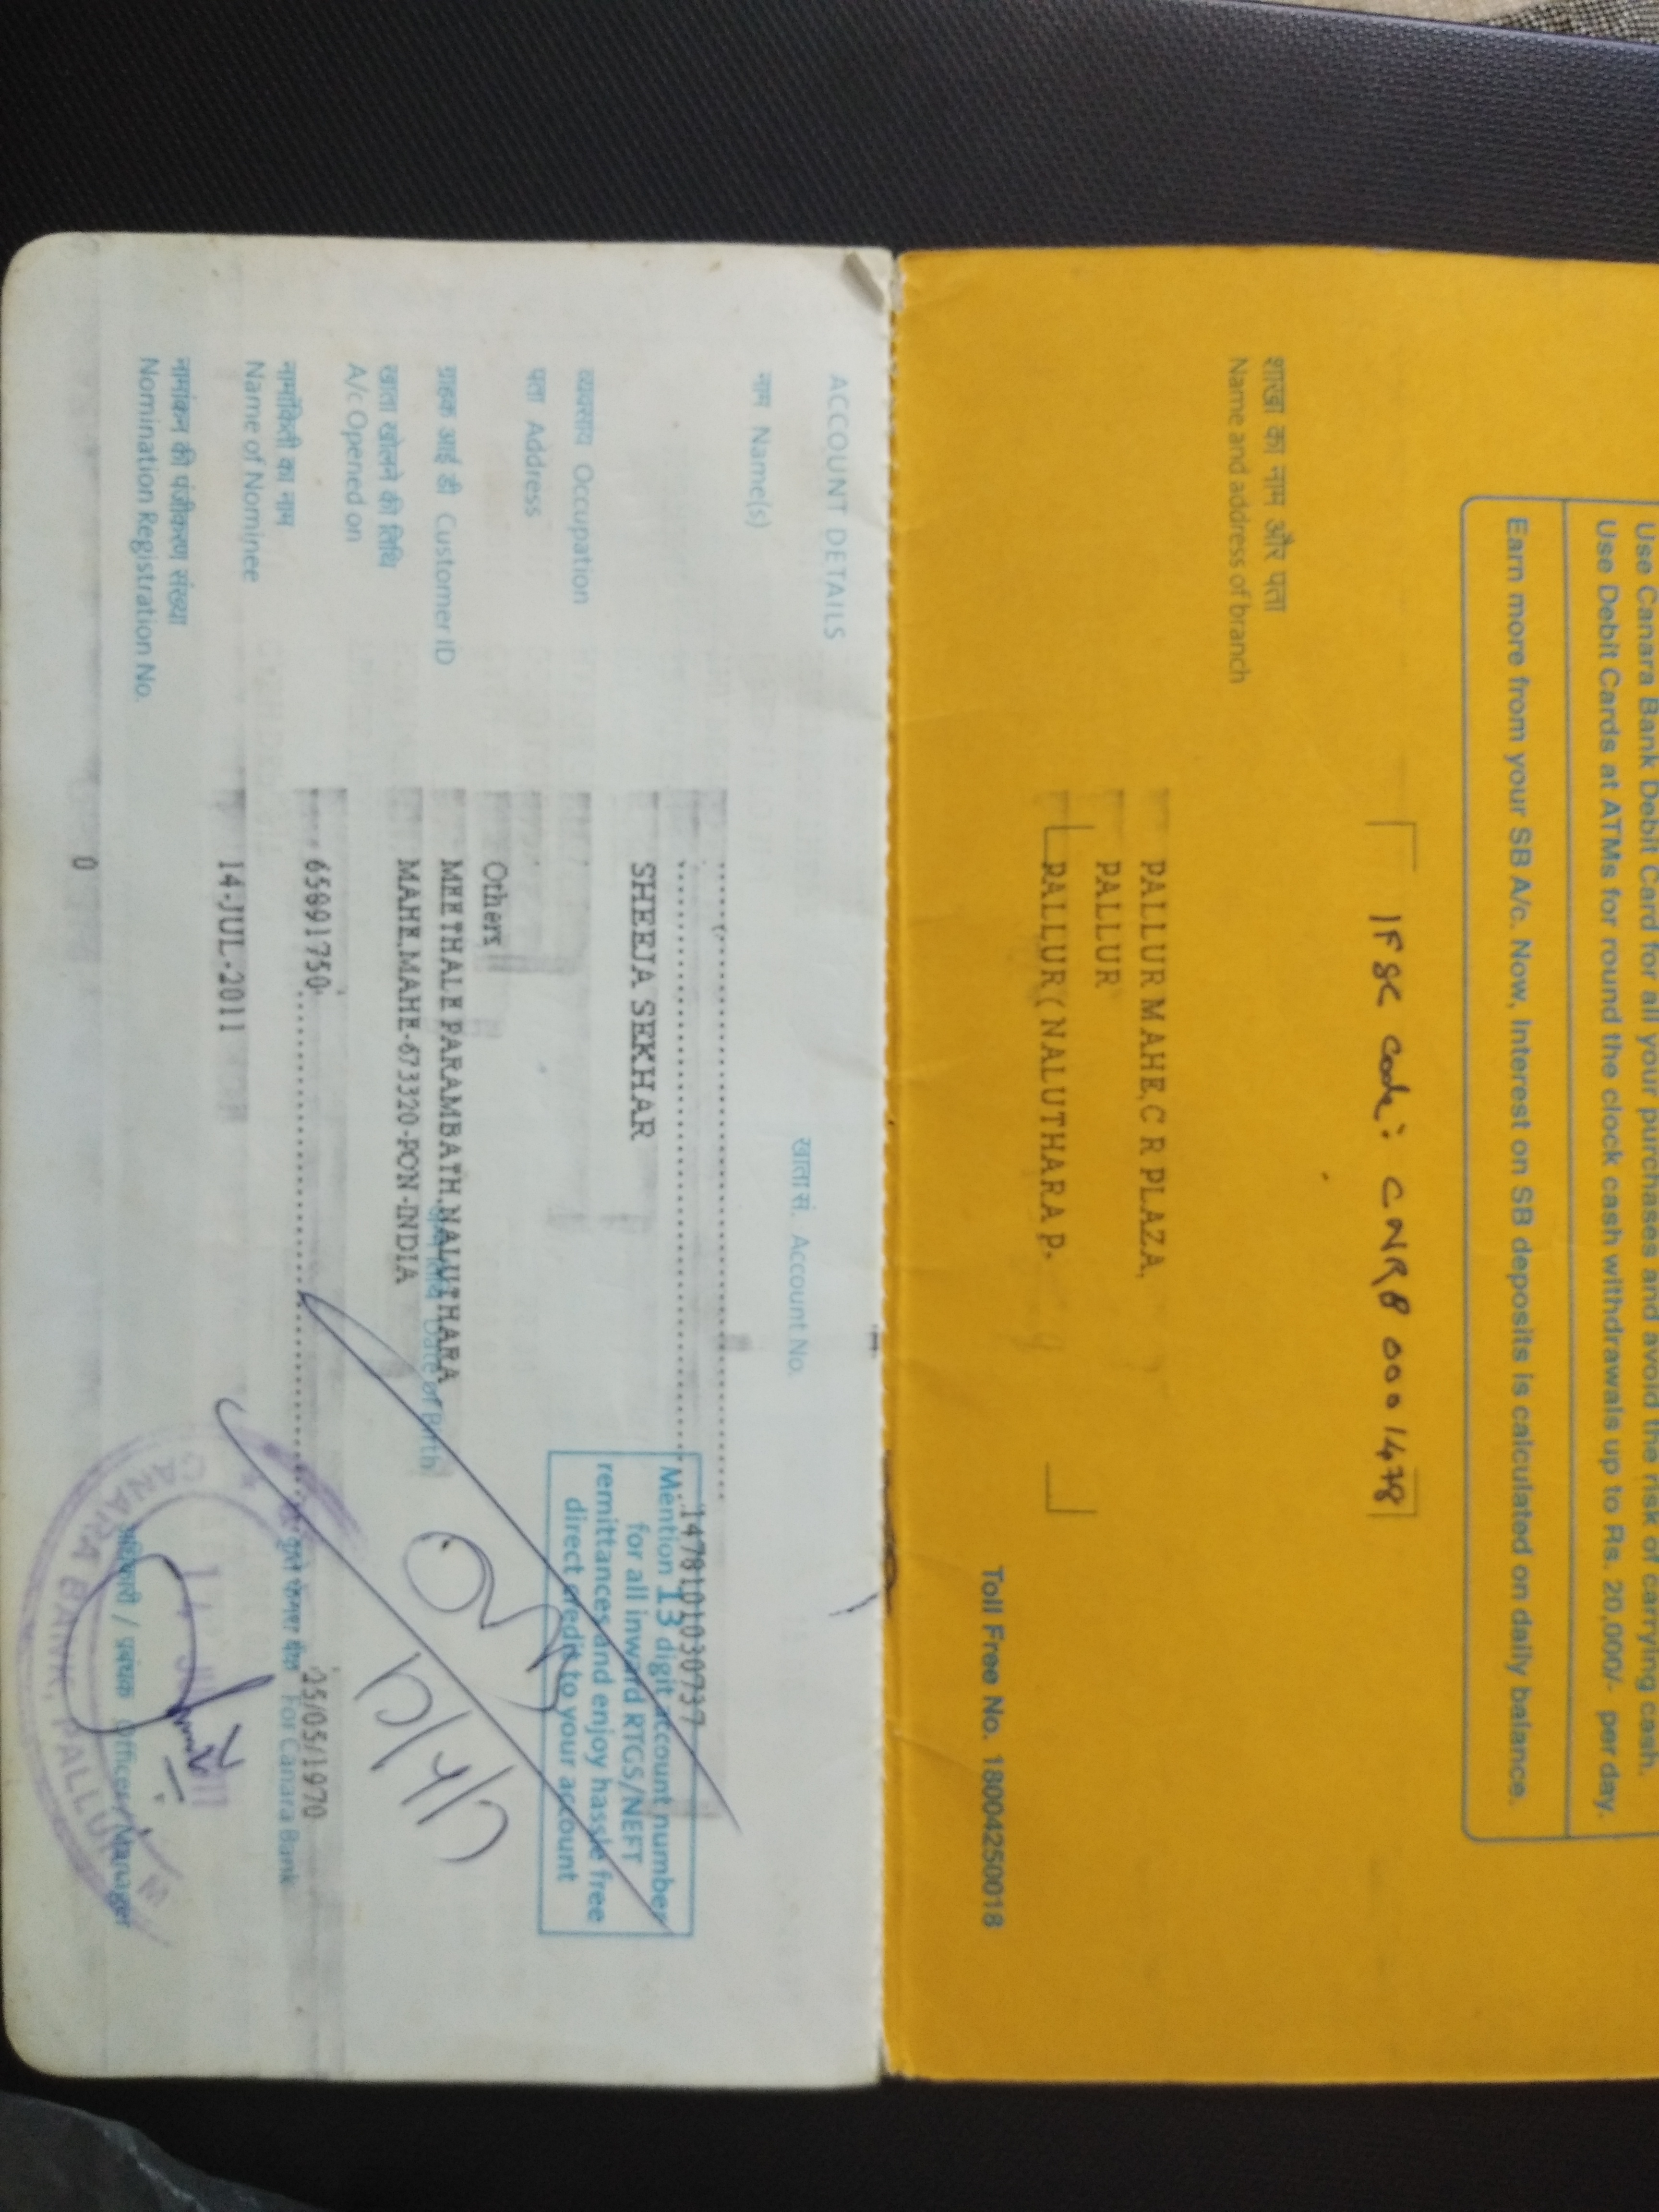 Use Canara Bank Debit Card for all your purchases and avoid the risk of carrying cash.
Use Debit Cards at ATMs for round the clock cash withdrawals up to Rs. 20,000/- per day.
Earn more from your SB A/c. Now, Interest on SB deposits is calculated on daily balance.
IFSC Code: CNRB 0001478
शाखा का नाम और पता
Name and address of branch
PALLUR MAHE,C R PLAZA,
PALLUR
PALLUR ( NALUTHARA P.
Toll Free No. 18004250018
ACCOUNT DETAILS
खाता सं. Account No.
नाम Name(s)
1478101030737
SHEEJA SEKHAR
Mention 13 digit account number
for all inward RTGS/NEFT
remittances and enjoy hassle free
direct credit to your account
व्यवसाय Occupation
Others
पता Address
MEETHALE PARAMBATH,NALUTHARA
MAHE,MAHE-673320-PON-INDIA
ग्राहक आई डी Customer ID
जन्म तिथि Date of Birth
खाता खोलने की तिथि
A/c Opened on
65691750
25/05/1970
नामांकिती का नाम
Name of Nominee
14-JUL-2011
कृते केनरा बैंक For Canara Bank
नामांकन की पंजीकरण संख्या
Nomination Registration No.
0
अधिकारी / प्रबंधक Officer/Manager
CANARA BANK, PALLUR